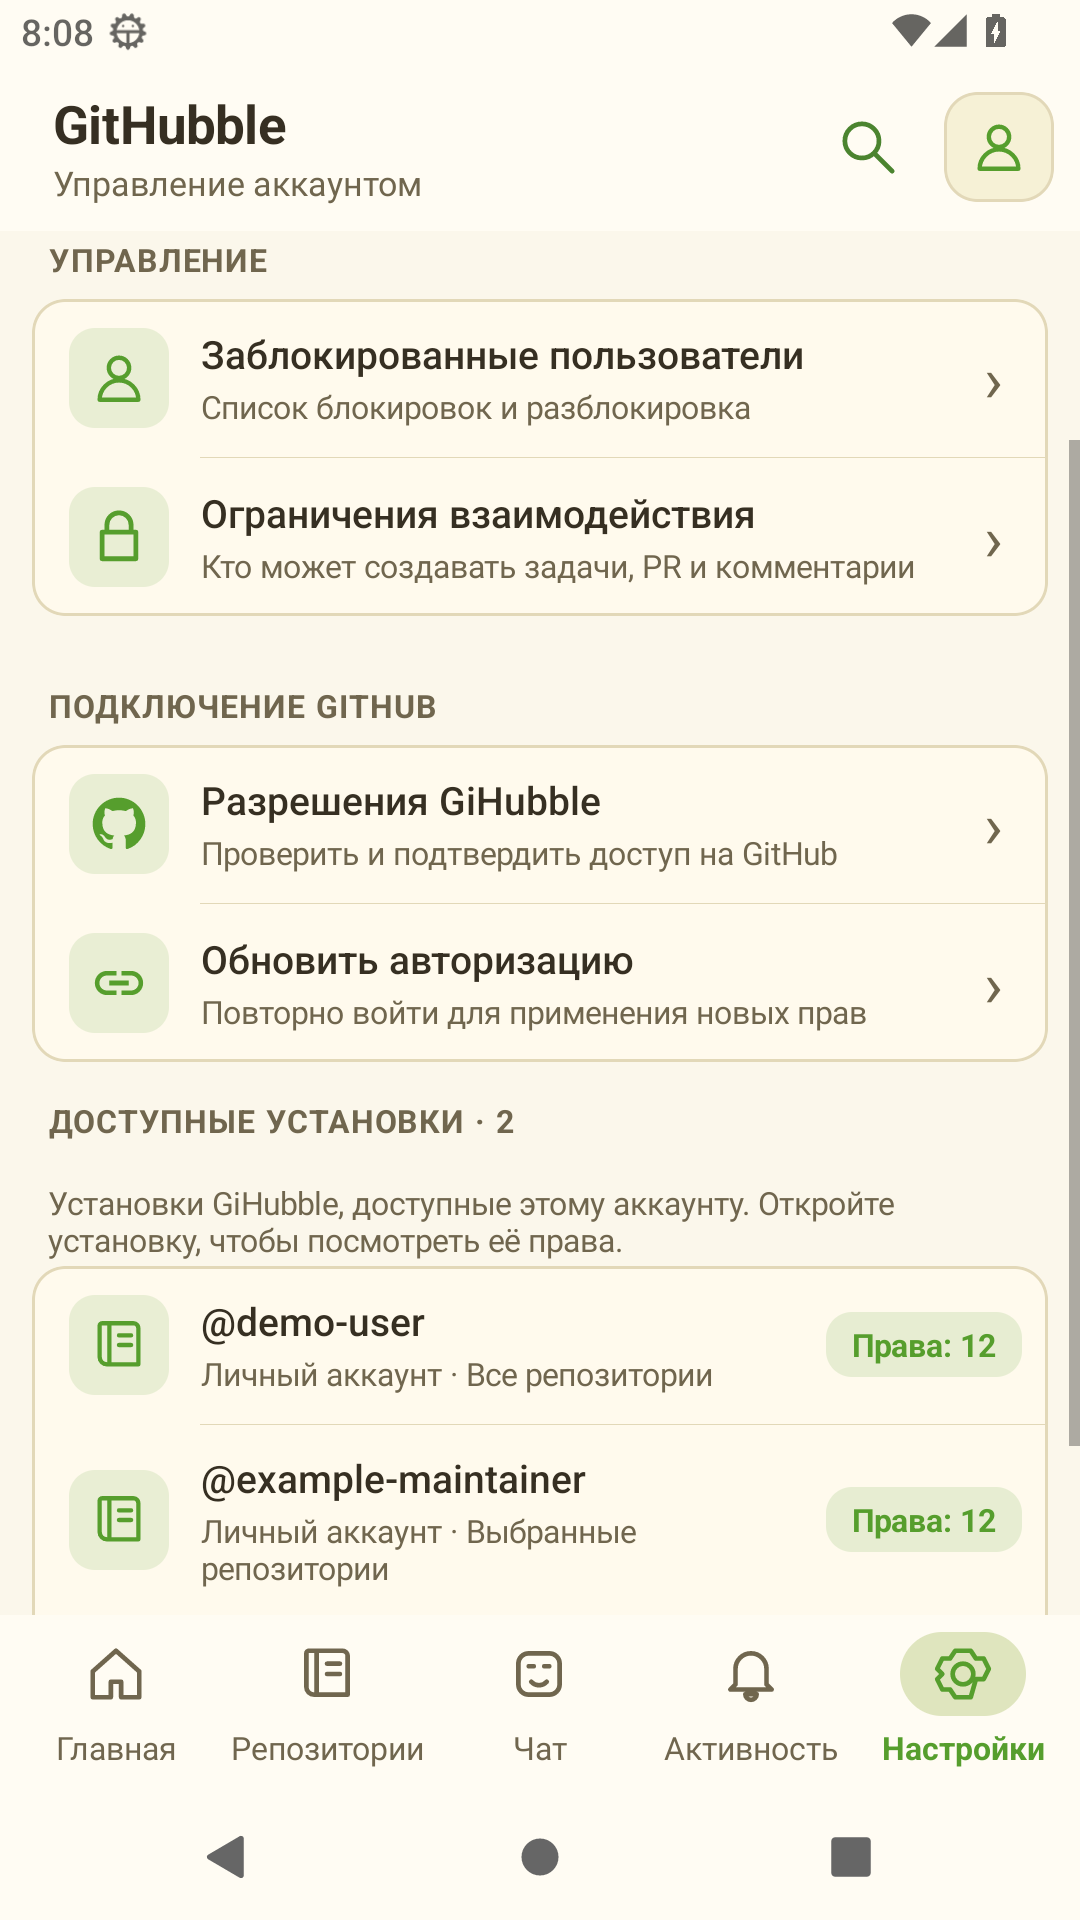 8:08
GitHubble
Управление аккаунтом
УПРАВЛЕНИЕ
Заблокированные пользователи
Список блокировок и разблокировка
Ограничения взаимодействия
Кто может создавать задачи, PR и комментарии
ПОДКЛЮЧЕНИЕ GITHUB
Разрешения GiHubble
Проверить и подтвердить доступ на GitHub
Обновить авторизацию
Повторно войти для применения новых прав
ДОСТУПНЫЕ УСТАНОВКИ · 2
Установки GiHubble, доступные этому аккаунту. Откройте
установку, чтобы посмотреть её права.
@demo-user
Личный аккаунт · Все репозитории
Права: 12
@example-maintainer
Личный аккаунт · Выбранные
репозитории
Права: 12
Главная
Репозитории
Чат
Активность
Настройки